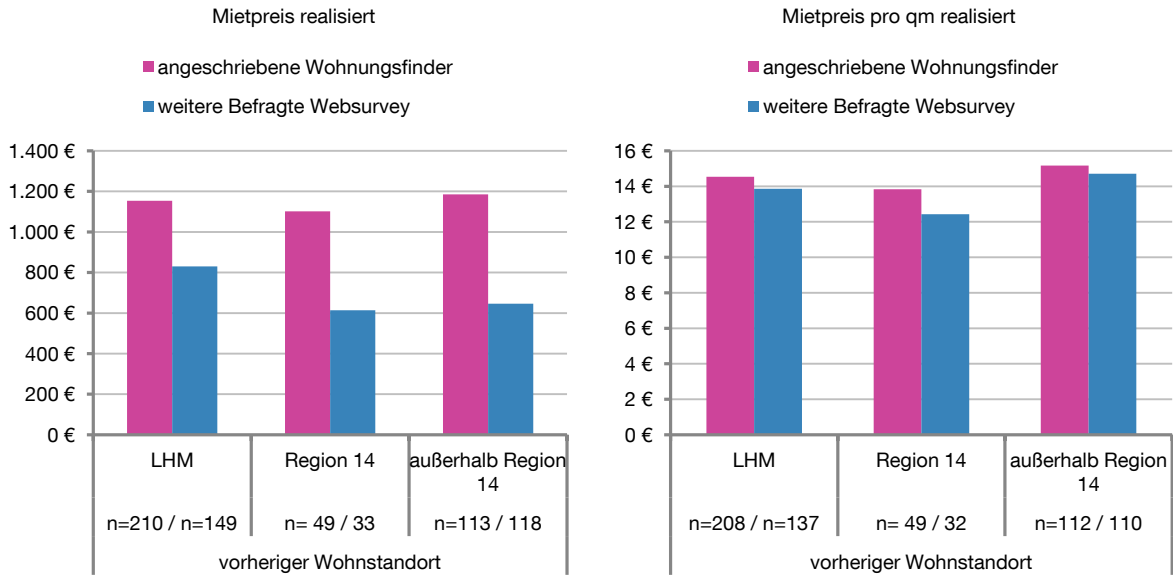 Mietpreis realisiert
angeschriebene Wohnungsfinder
weitere Befragte Websurvey
1.400 €
1.200 €
1.000 €
800 €
600 €
400 €
200 €
0 €
LHM
Region 14
außerhalb Region
14
n=210 / n=149
n= 49 / 33
n=113 / 118
vorheriger Wohnstandort
Mietpreis pro qm realisiert
angeschriebene Wohnungsfinder
weitere Befragte Websurvey
16 €
14 €
12 €
10 €
8 €
6 €
4 €
2 €
0 €
LHM
Region 14
außerhalb Region
14
n=208 / n=137
n= 49 / 32
n=112 / 110
vorheriger Wohnstandort